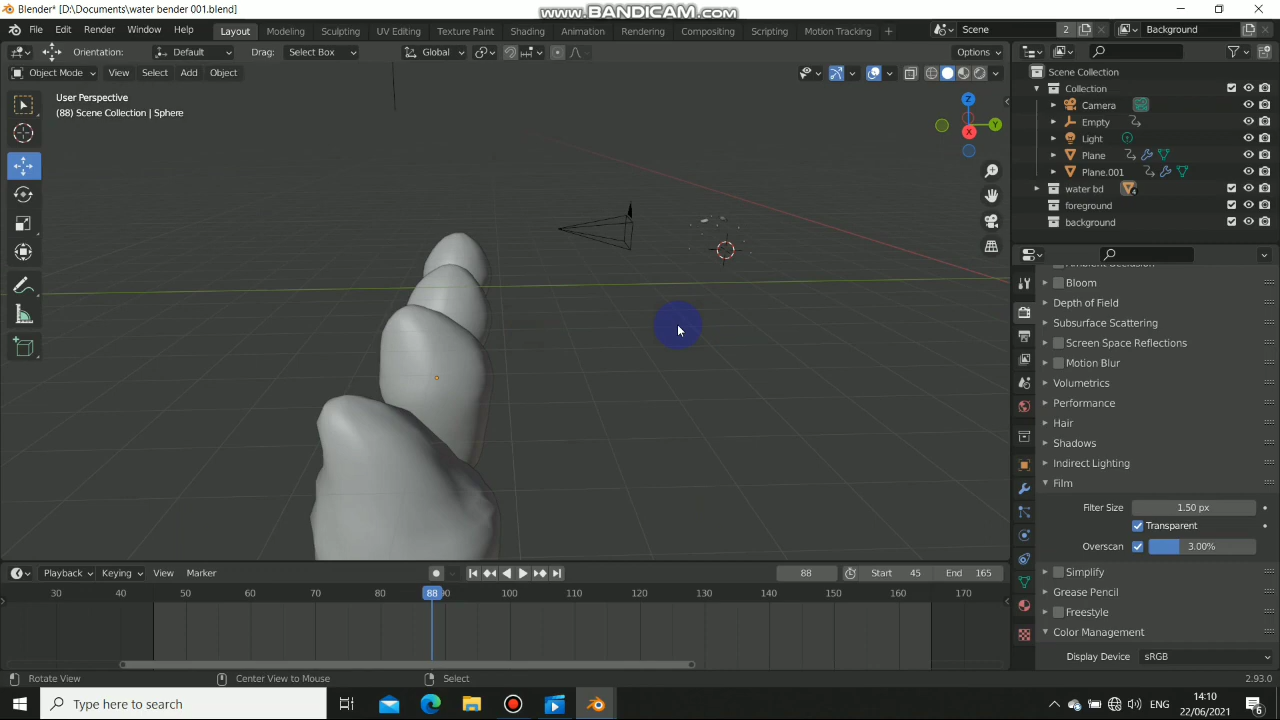 Blender* [D:\Documents\water bender 001.blend]
www.BANDICAM.com
File Edit Render Window Help
Layout Modeling Sculpting UV Editing Texture Paint Shading Animation Rendering Compositing Scripting Motion Tracking +
Scene 2 Background
Orientation: Default Drag: Select Box Global Options
Object Mode View Select Add Object
User Perspective
(88) Scene Collection | Sphere
Z
Y
X
Scene Collection
Collection
Camera
Empty
Light
Plane
Plane.001
water bd 4
foreground
background
Bloom
Depth of Field
Subsurface Scattering
Screen Space Reflections
Motion Blur
Volumetrics
Performance
Hair
Shadows
Indirect Lighting
Film
Filter Size 1.50 px
Transparent
Overscan 3.00%
Simplify
Grease Pencil
Freestyle
Color Management
Display Device sRGB
Playback Keying View Marker 88 Start 45 End 165
30 40 50 60 70 80 88 90 100 110 120 130 140 150 160 170
Rotate View Center View to Mouse Select 2.93.0
Type here to search
ENG
14:10
22/06/2021
6